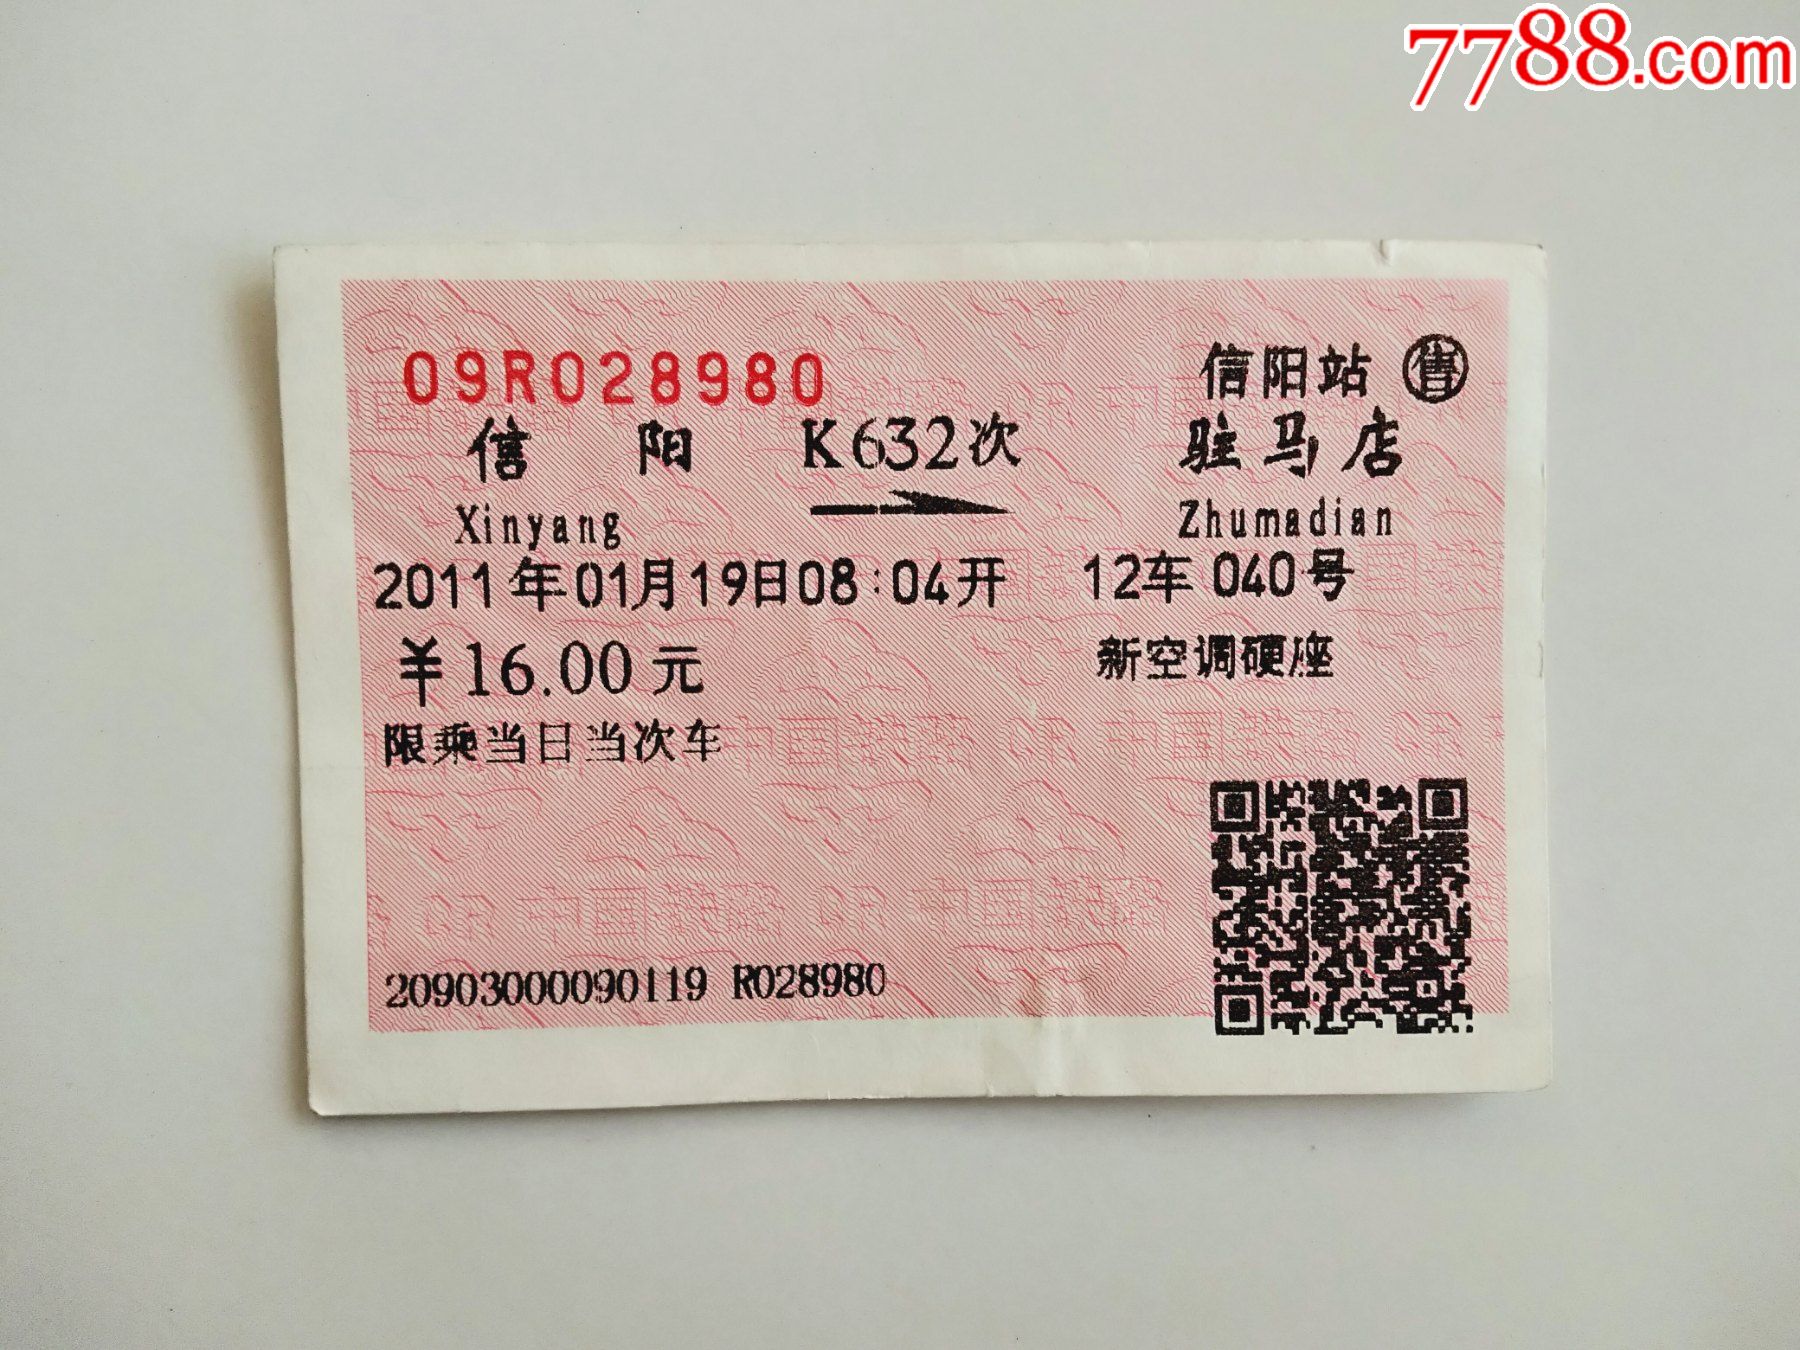 7788.com
09R028980 信阳站 售
信阳 K632次 驻马店
Xinyang Zhumadian
2011年01月19日08:04开 12车040号
¥16.00元 新空调硬座
限乘当日当次车
20903000090119 R028980